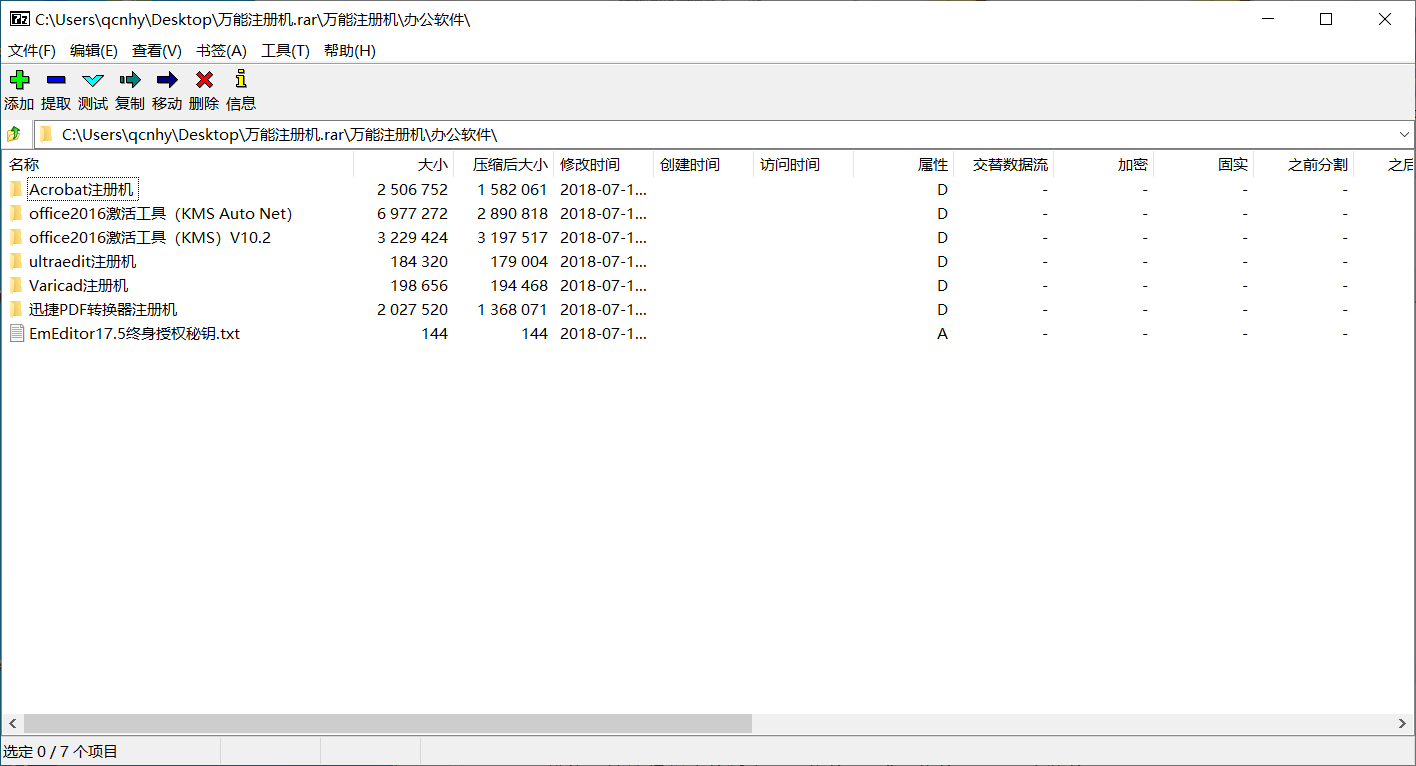 C:\Users\qcnhy\Desktop\万能注册机.rar\万能注册机\办公软件\
文件(F) 编辑(E) 查看(V) 书签(A) 工具(T) 帮助(H)
添加 提取 测试 复制 移动 删除 信息
C:\Users\qcnhy\Desktop\万能注册机.rar\万能注册机\办公软件\
名称 大小 压缩后大小 修改时间 创建时间 访问时间 属性 交替数据流 加密 固实 之前分割 之后
Acrobat注册机 2 506 752 1 582 061 2018-07-1... D - - - -
office2016激活工具（KMS Auto Net） 6 977 272 2 890 818 2018-07-1... D - - - -
office2016激活工具（KMS）V10.2 3 229 424 3 197 517 2018-07-1... D - - - -
ultraedit注册机 184 320 179 004 2018-07-1... D - - - -
Varicad注册机 198 656 194 468 2018-07-1... D - - - -
迅捷PDF转换器注册机 2 027 520 1 368 071 2018-07-1... D - - - -
EmEditor17.5终身授权秘钥.txt 144 144 2018-07-1... A - - - -
选定 0 / 7 个项目